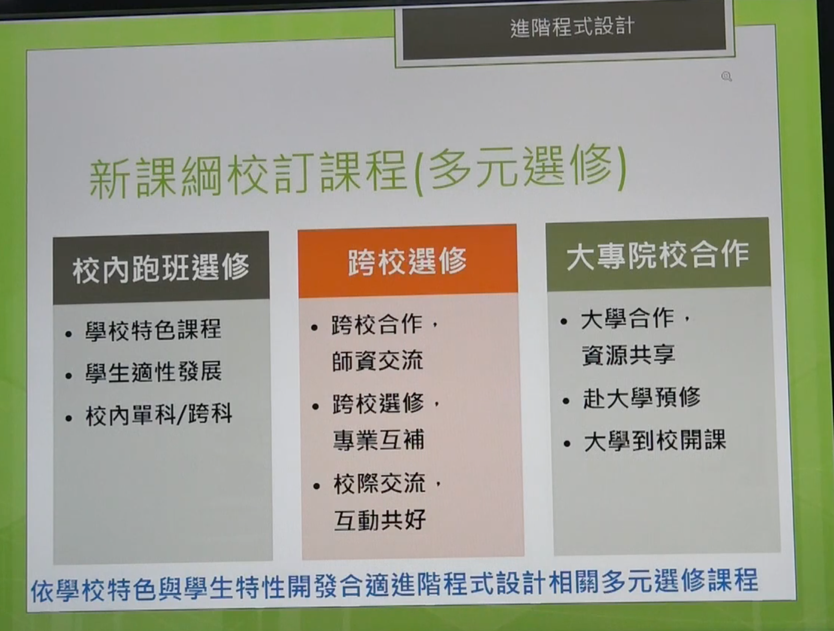 進階程式設計
新課綱校訂課程(多元選修)
校內跑班選修
• 學校特色課程
• 學生適性發展
• 校內單科/跨科
跨校選修
• 跨校合作，
師資交流
• 跨校選修，
專業互補
• 校際交流，
互動共好
大專院校合作
• 大學合作，
資源共享
• 赴大學預修
• 大學到校開課
依學校特色與學生特性開發合適進階程式設計相關多元選修課程